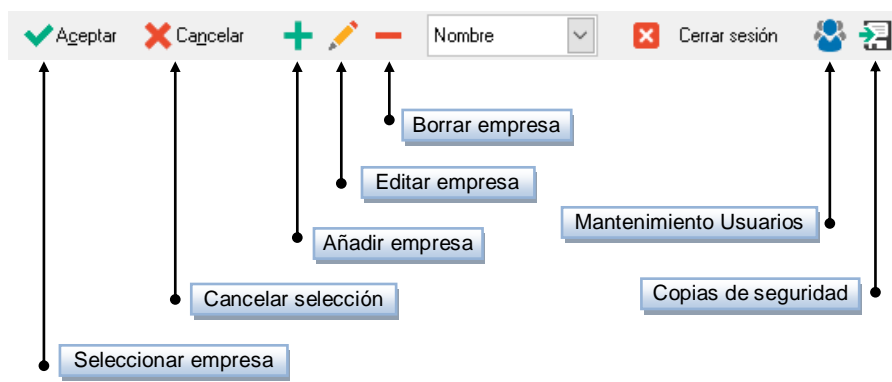 Aceptar Cancelar Nombre Cerrar sesión
Borrar empresa
Editar empresa
Mantenimiento Usuarios
Añadir empresa
Copias de seguridad
Cancelar selección
Seleccionar empresa